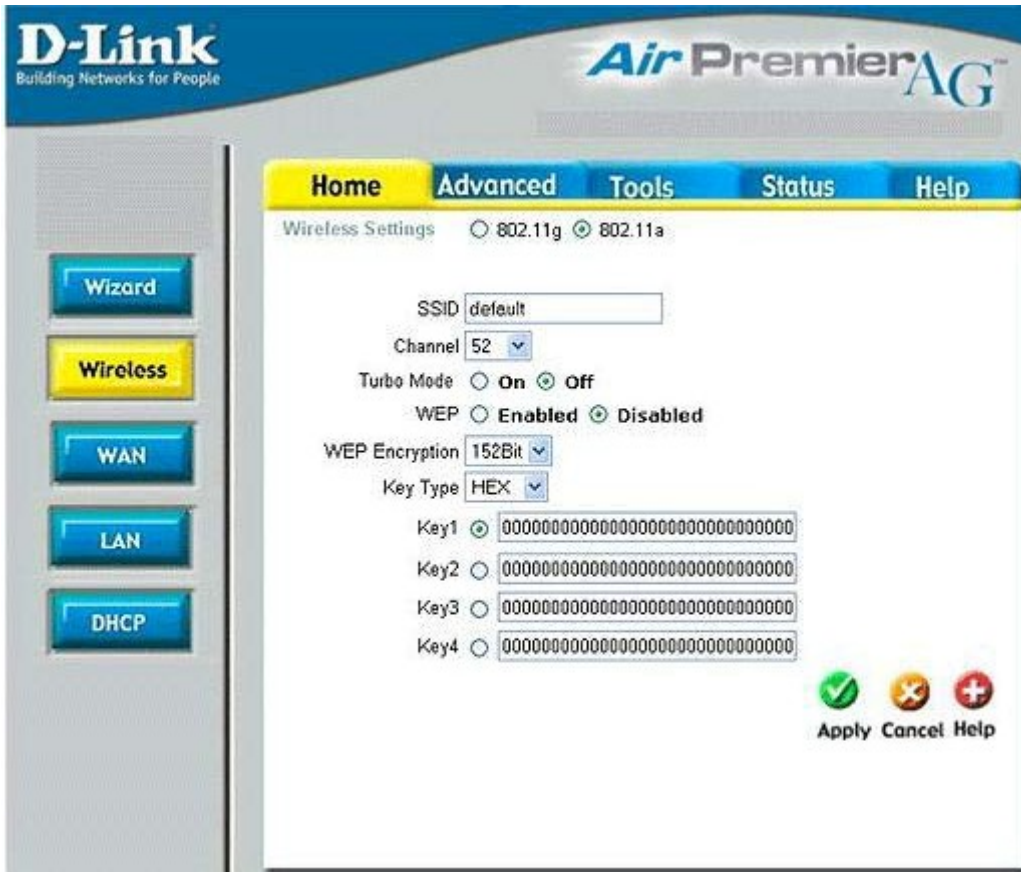 D-Link
Building Networks for People
Air Premier AG™
Home Advanced Tools Status Help
Wireless Settings 802.11g 802.11a
Wizard
Wireless
WAN
LAN
DHCP
SSID default
Channel 52
Turbo Mode On Off
WEP Enabled Disabled
WEP Encryption 152Bit
Key Type HEX
Key1 00000000000000000000000000000000
Key2 00000000000000000000000000000000
Key3 00000000000000000000000000000000
Key4 00000000000000000000000000000000
Apply Cancel Help